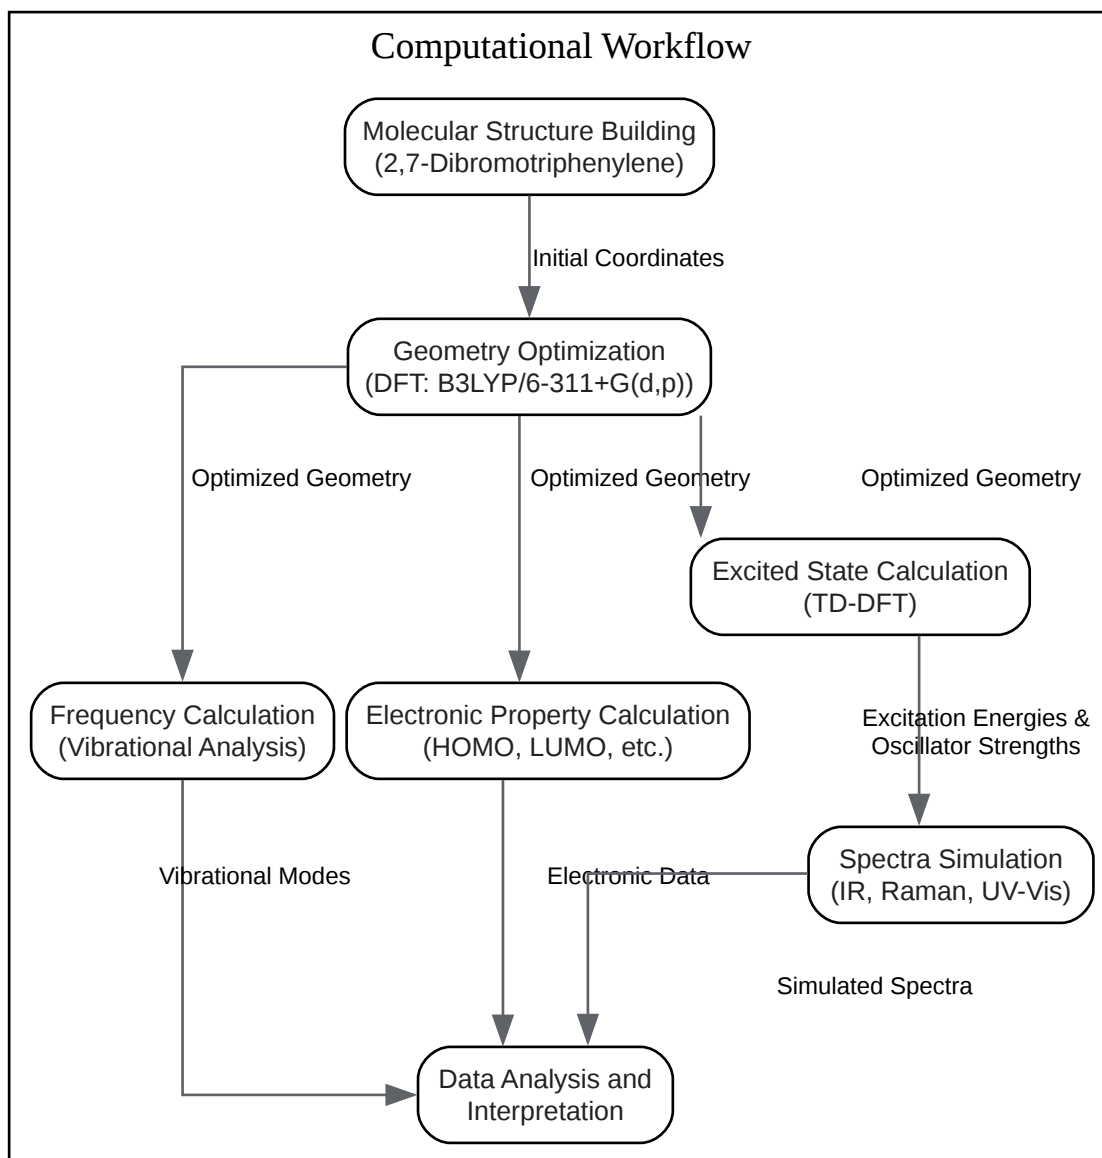 Computational Workflow
Molecular Structure Building
(2,7-Dibromotriphenylene)
Initial Coordinates
Geometry Optimization
(DFT: B3LYP/6-311+G(d,p))
Optimized Geometry
Optimized Geometry
Optimized Geometry
Excited State Calculation
(TD-DFT)
Frequency Calculation
(Vibrational Analysis)
Electronic Property Calculation
(HOMO, LUMO, etc.)
Excitation Energies &
Oscillator Strengths
Vibrational Modes
Electronic Data
Spectra Simulation
(IR, Raman, UV-Vis)
Simulated Spectra
Data Analysis and
Interpretation